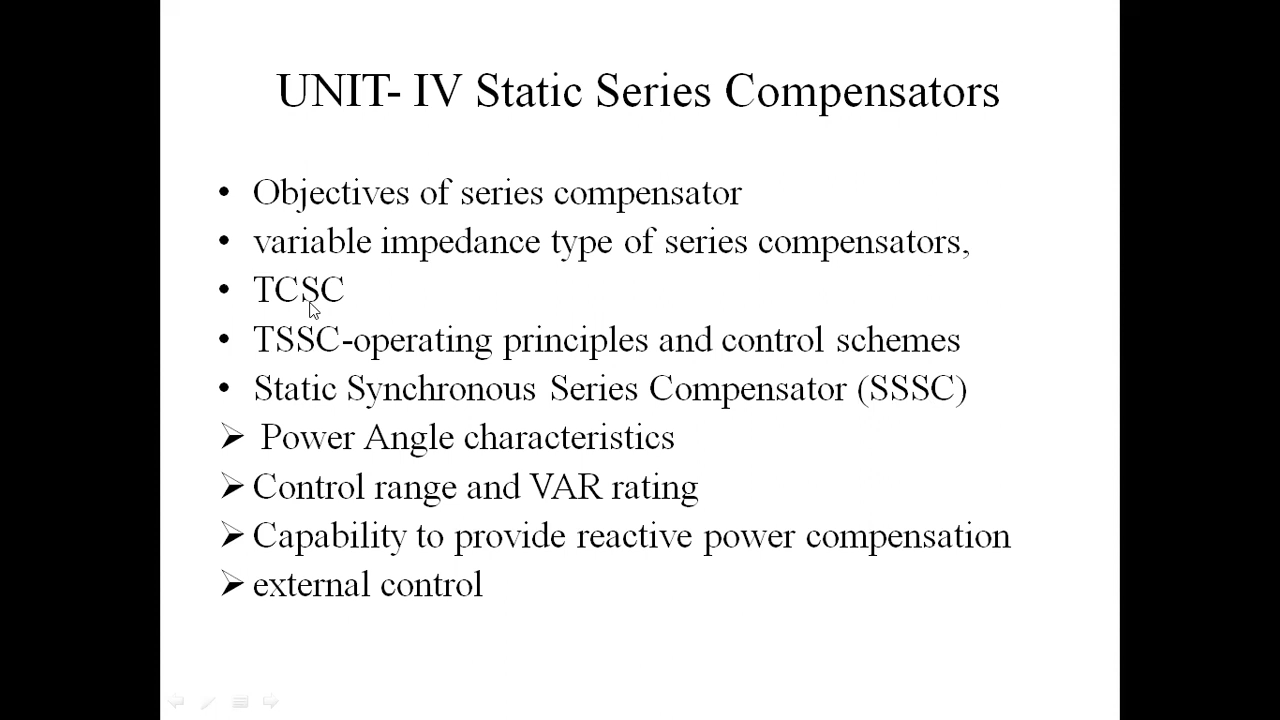 UNIT- IV Static Series Compensators
• Objectives of series compensator
• variable impedance type of series compensators,
• TCSC
• TSSC-operating principles and control schemes
• Static Synchronous Series Compensator (SSSC)
➢ Power Angle characteristics
➢ Control range and VAR rating
➢ Capability to provide reactive power compensation
➢ external control